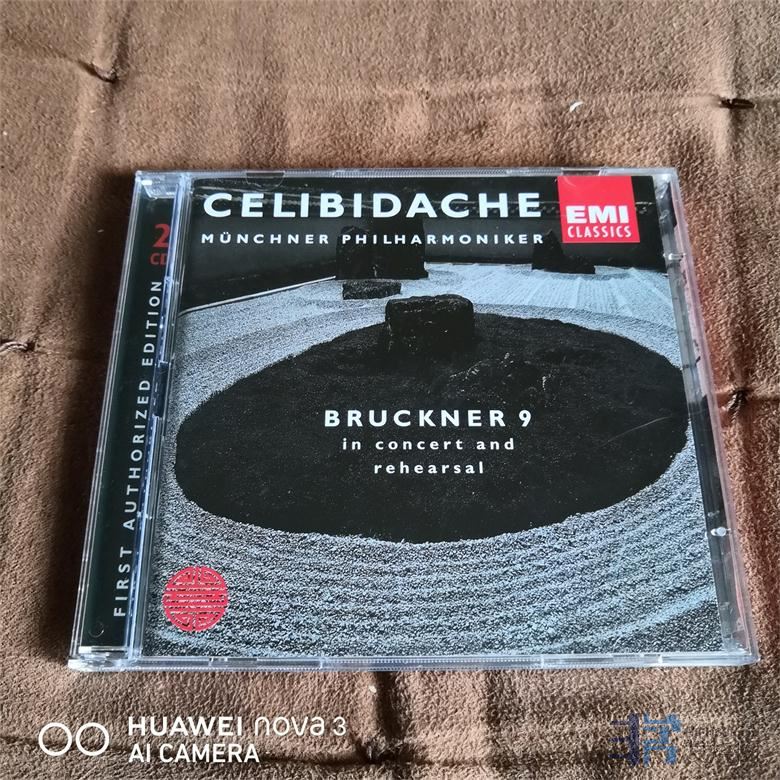 CELIBIDACHE
MÜNCHNER PHILHARMONIKER
EMI
CLASSICS
2
CD
FIRST AUTHORIZED EDITION
BRUCKNER 9
in concert and
rehearsal
HUAWEI nova 3
AI CAMERA